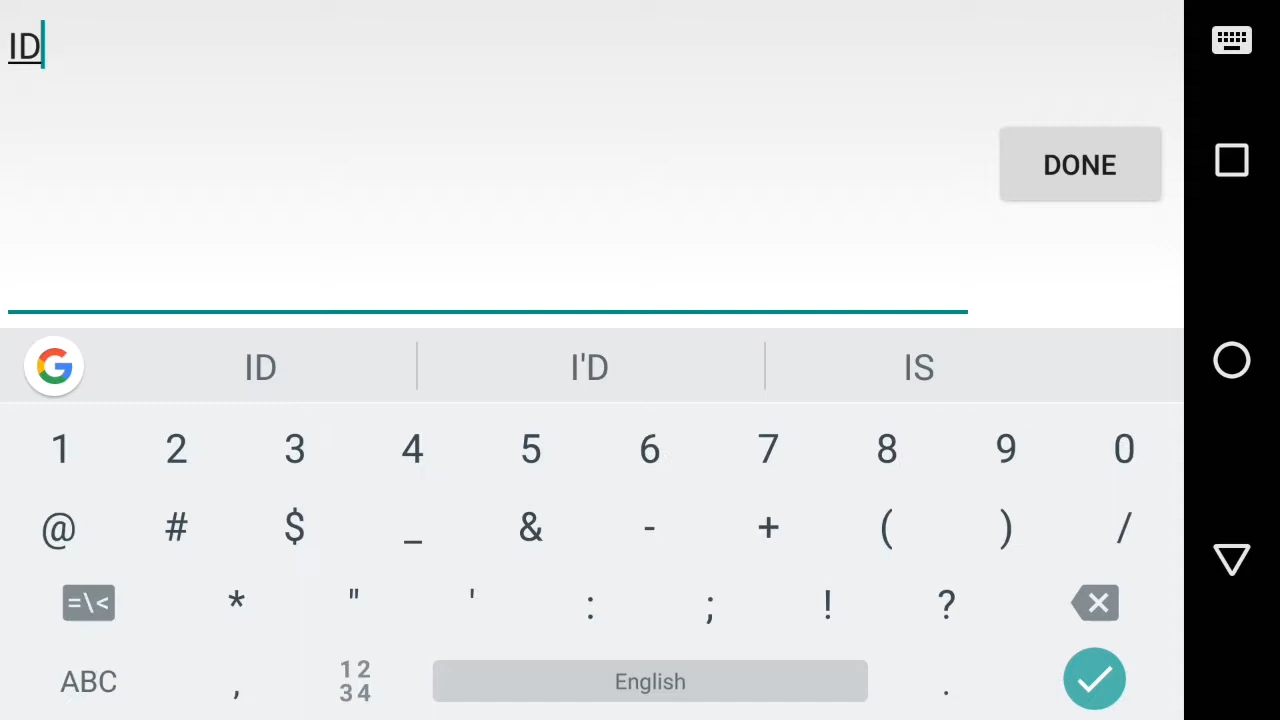 ID
DONE
ID I'D IS
1 2 3 4 5 6 7 8 9 0
@ # $ _ & - + ( ) /
=\< * " ' : ; ! ?
ABC , 12 34 English .